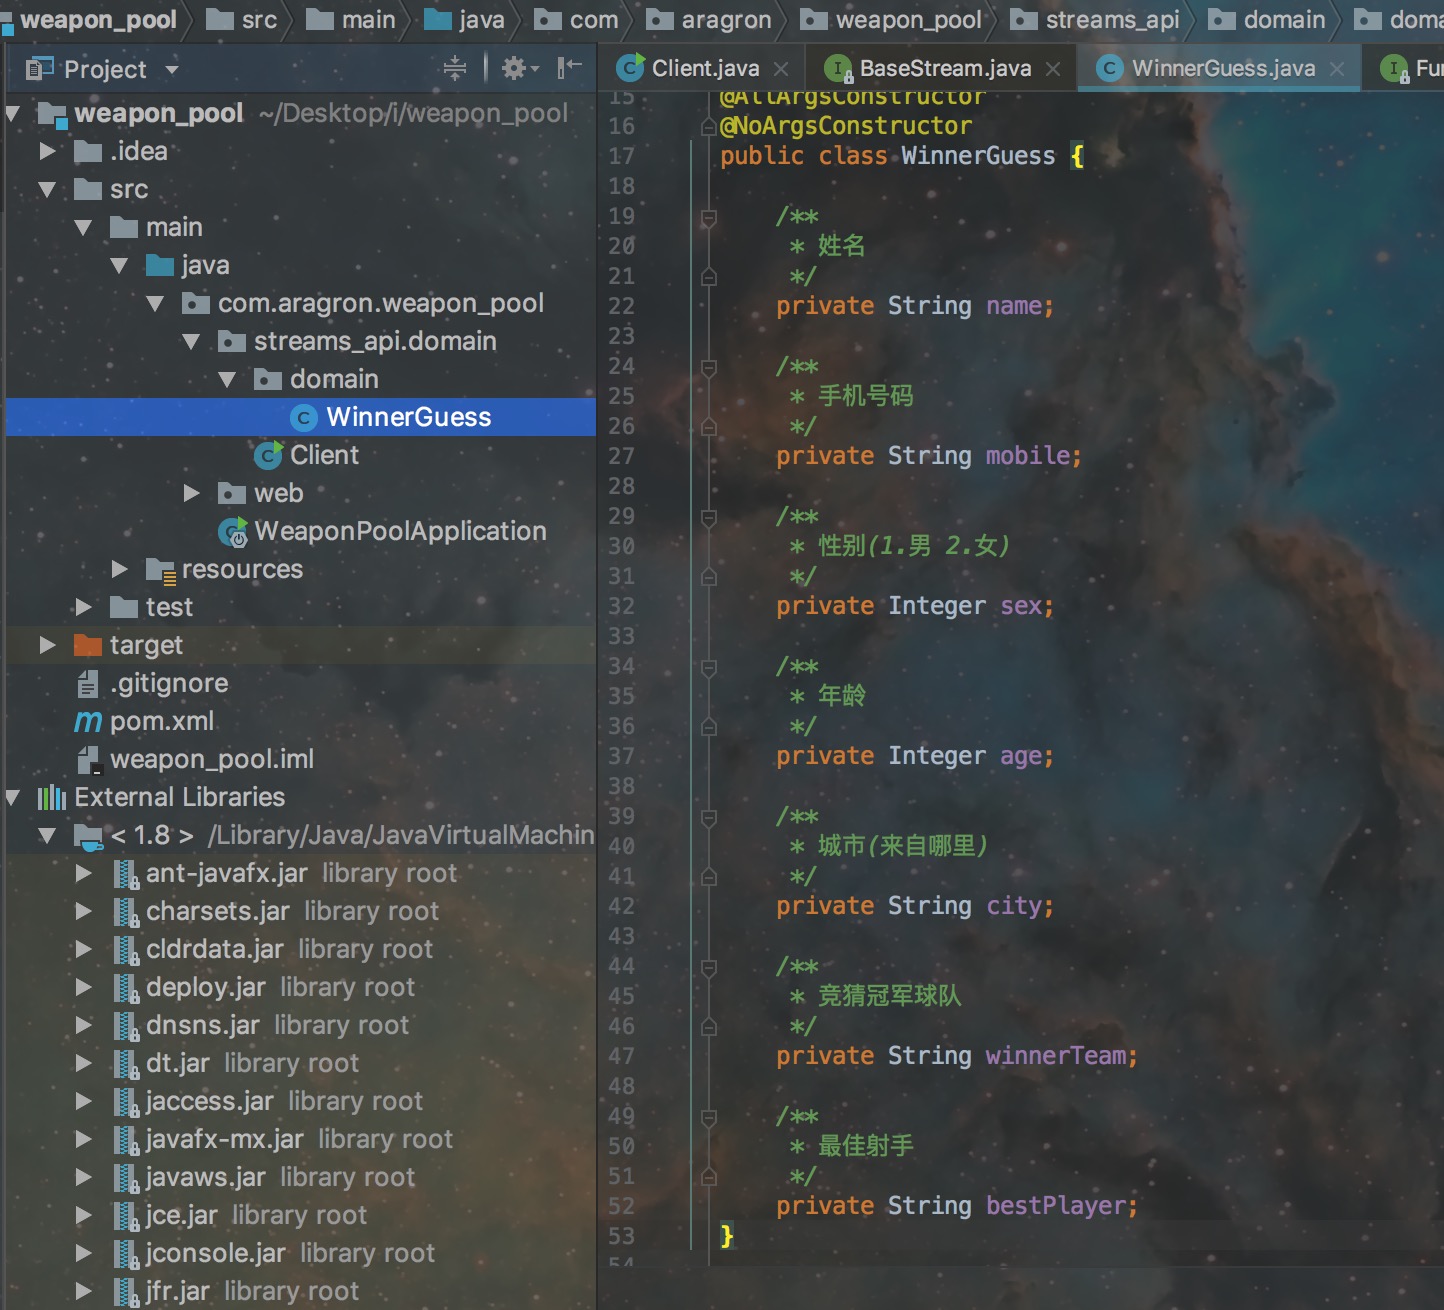 weapon_pool src main java com aragron weapon_pool streams_api domain
Project
weapon_pool ~/Desktop/i/weapon_pool
.idea
src
main
java
com.aragron.weapon_pool
streams_api.domain
domain
WinnerGuess
Client
web
WeaponPoolApplication
resources
test
target
.gitignore
pom.xml
weapon_pool.iml
External Libraries
< 1.8 > /Library/Java/JavaVirtualMachin
ant-javafx.jar library root
charsets.jar library root
cldrdata.jar library root
deploy.jar library root
dnsns.jar library root
dt.jar library root
jaccess.jar library root
javafx-mx.jar library root
javaws.jar library root
jce.jar library root
jconsole.jar library root
jfr.jar library root
Client.java BaseStream.java WinnerGuess.java
15 @AllArgsConstructor
16 @NoArgsConstructor
17 public class WinnerGuess {
18
19 /**
20 * 姓名
21 */
22 private String name;
23
24 /**
25 * 手机号码
26 */
27 private String mobile;
28
29 /**
30 * 性别(1.男 2.女)
31 */
32 private Integer sex;
33
34 /**
35 * 年龄
36 */
37 private Integer age;
38
39 /**
40 * 城市(来自哪里)
41 */
42 private String city;
43
44 /**
45 * 竞猜冠军球队
46 */
47 private String winnerTeam;
48
49 /**
50 * 最佳射手
51 */
52 private String bestPlayer;
53 }
54